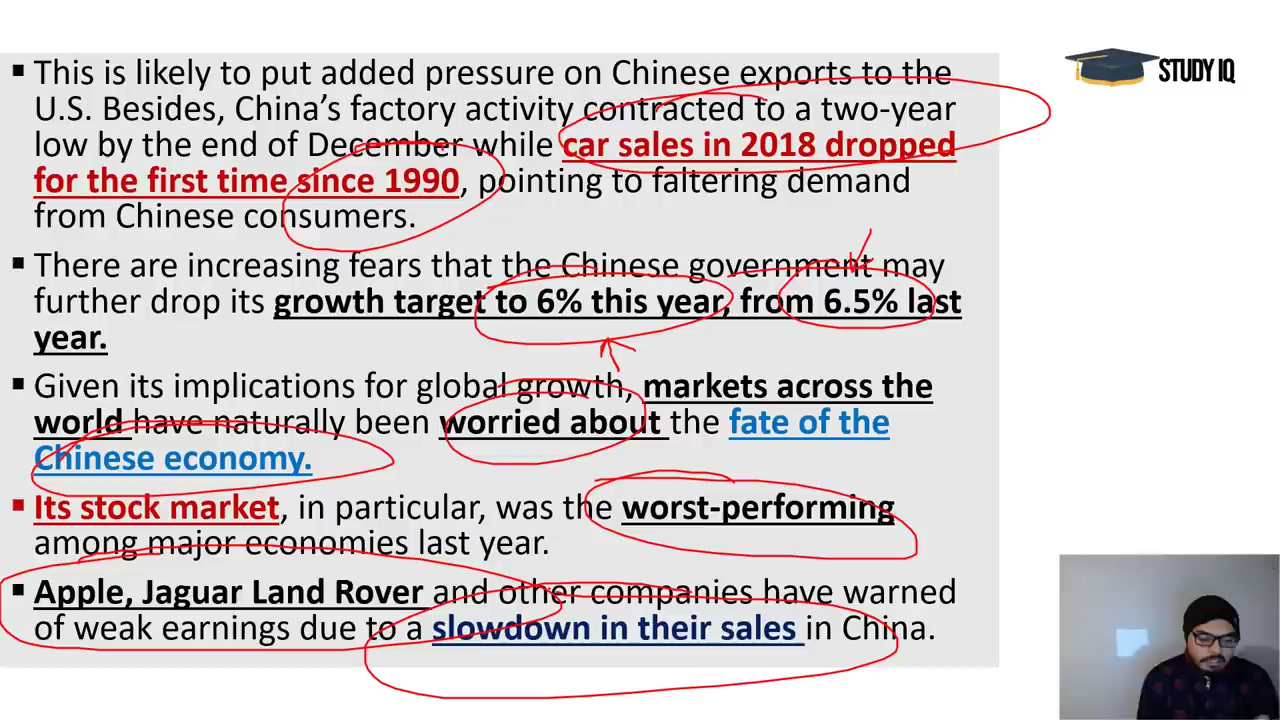 ▪ This is likely to put added pressure on Chinese exports to the
U.S. Besides, China's factory activity contracted to a two-year
low by the end of December while car sales in 2018 dropped
for the first time since 1990, pointing to faltering demand
from Chinese consumers.
▪ There are increasing fears that the Chinese government may
further drop its growth target to 6% this year, from 6.5% last
year.
▪ Given its implications for global growth, markets across the
world have naturally been worried about the fate of the
Chinese economy.
▪ Its stock market, in particular, was the worst-performing
among major economies last year.
▪ Apple, Jaguar Land Rover and other companies have warned
of weak earnings due to a slowdown in their sales in China.
STUDY IQ